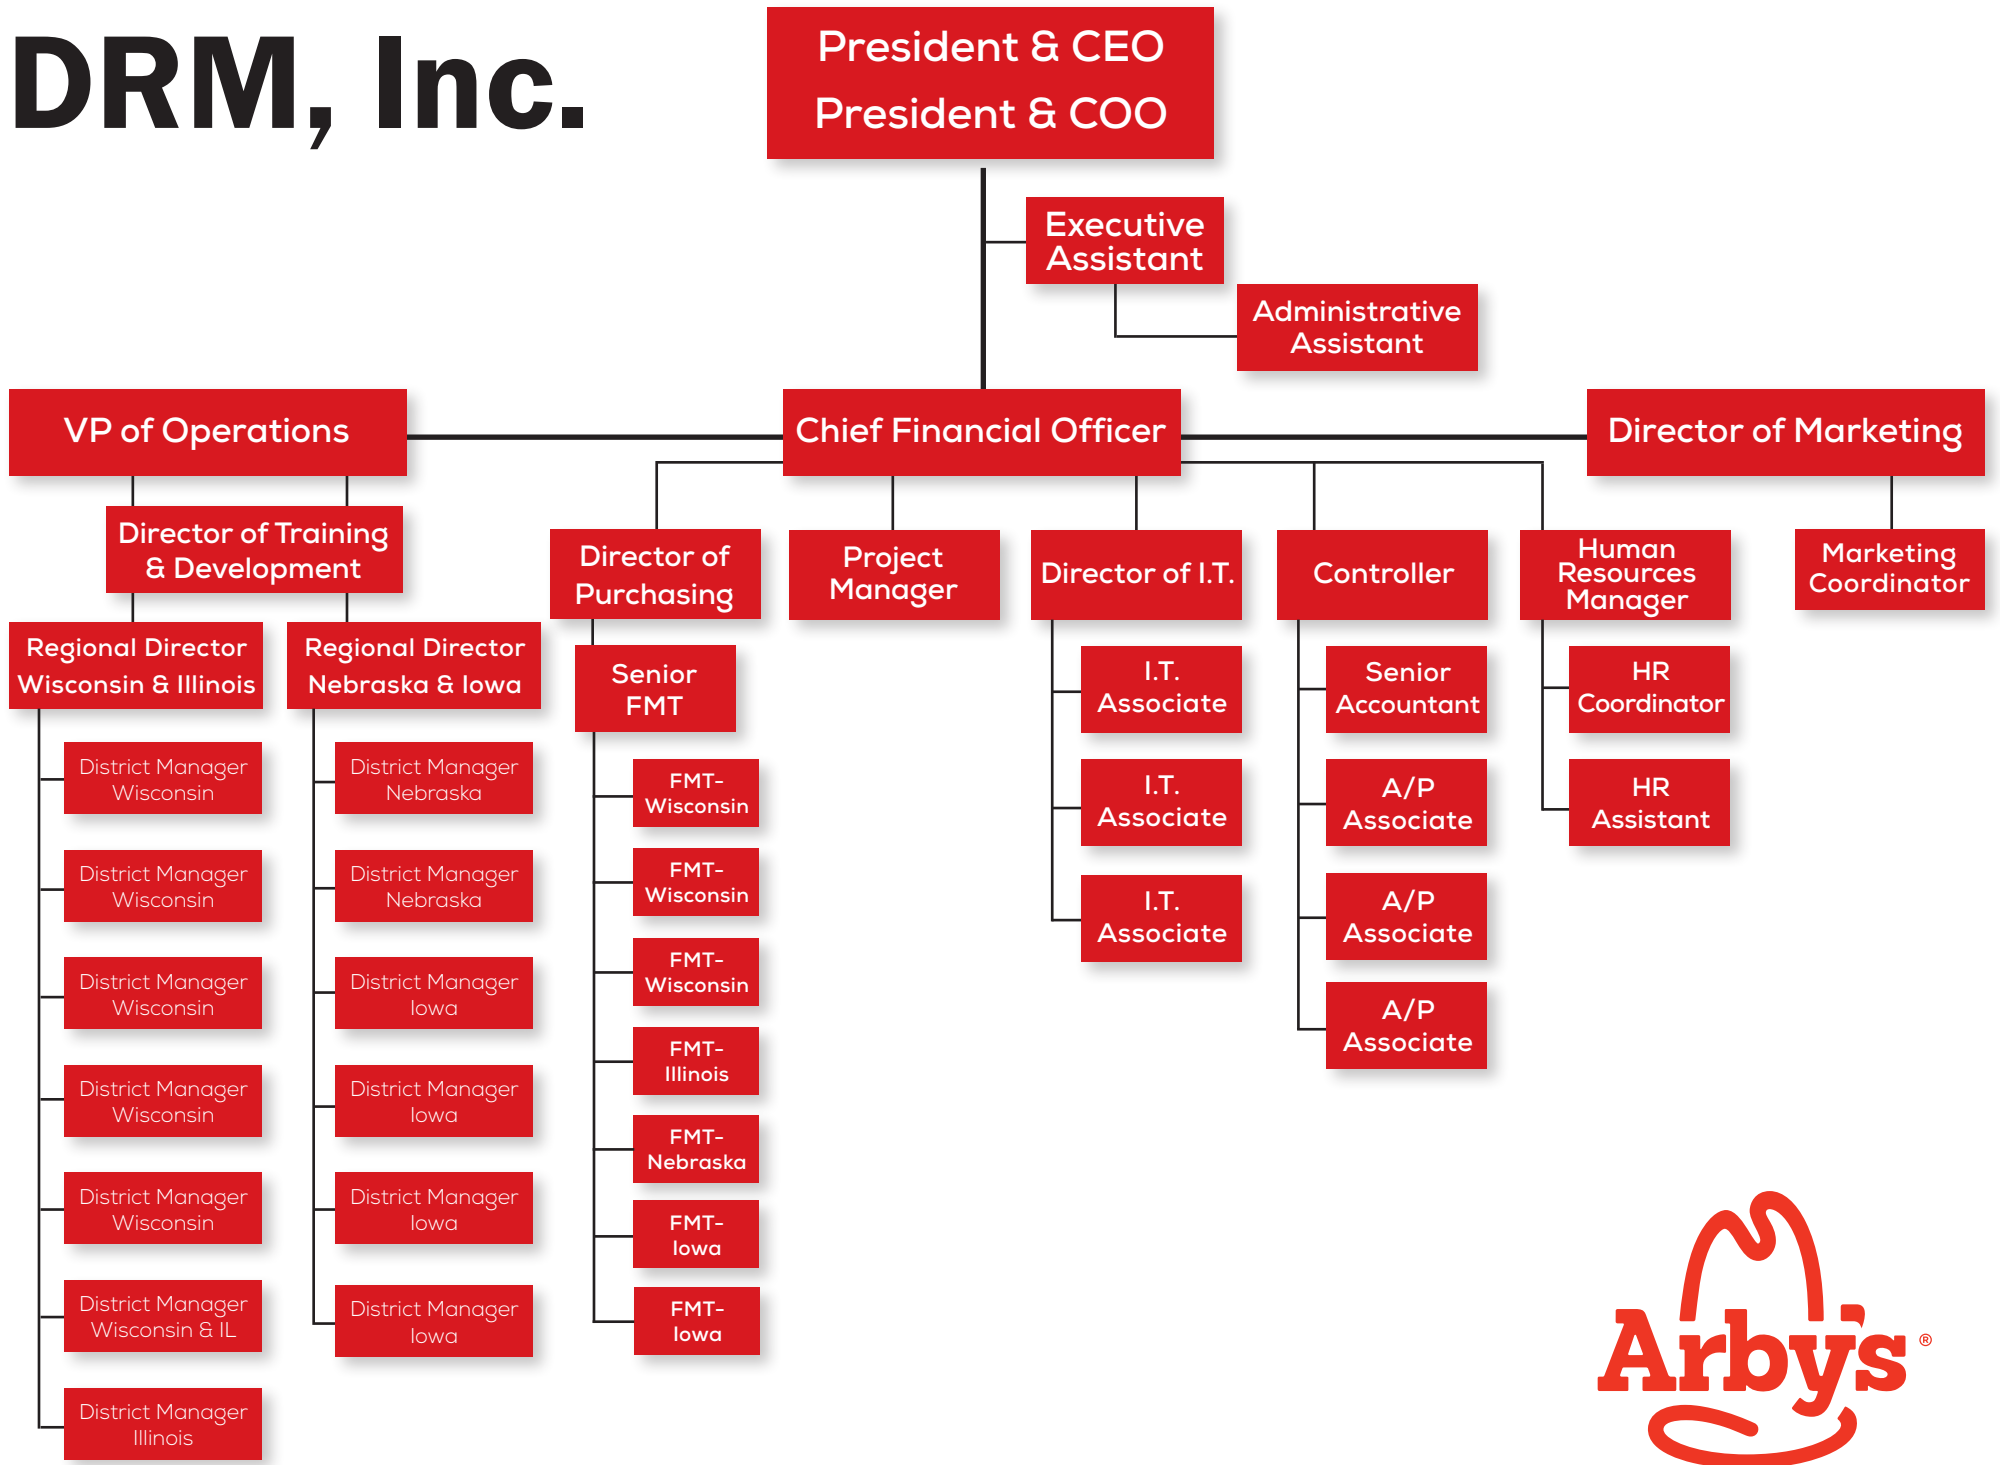 DRM, Inc.
President & CEO
President & COO
Executive
Assistant
Administrative
Assistant
VP of Operations
Chief Financial Officer
Director of Marketing
Director of Training
& Development
Director of
Purchasing
Project
Manager
Director of I.T.
Controller
Human
Resources
Manager
Marketing
Coordinator
Regional Director
Wisconsin & Illinois
Regional Director
Nebraska & Iowa
Senior
FMT
I.T.
Associate
Senior
Accountant
HR
Coordinator
District Manager
Wisconsin
District Manager
Nebraska
FMT-
Wisconsin
I.T.
Associate
A/P
Associate
HR
Assistant
District Manager
Wisconsin
District Manager
Nebraska
FMT-
Wisconsin
I.T.
Associate
A/P
Associate
District Manager
Wisconsin
District Manager
Iowa
FMT-
Wisconsin
A/P
Associate
District Manager
Wisconsin
District Manager
Iowa
FMT-
Illinois
FMT-
Nebraska
District Manager
Wisconsin
District Manager
Iowa
FMT-
Iowa
District Manager
Wisconsin & IL
District Manager
Iowa
FMT-
Iowa
District Manager
Illinois
Arby's ®